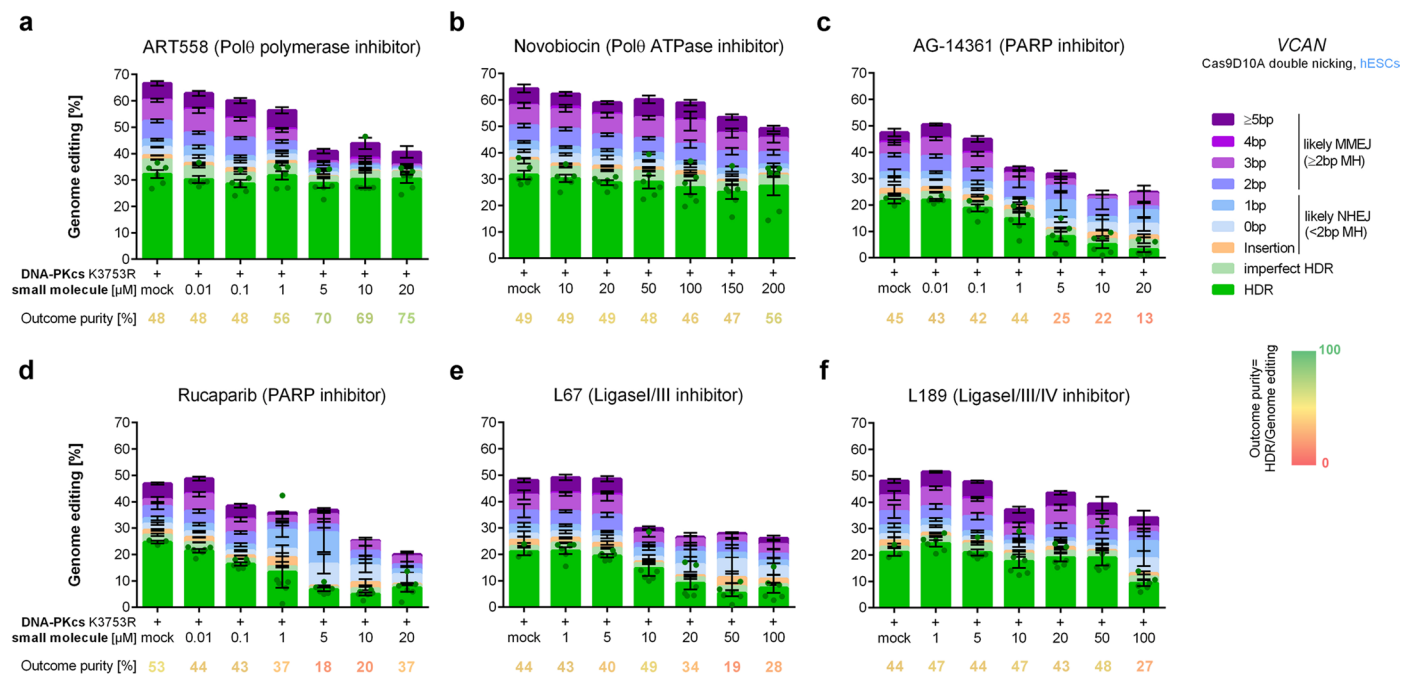 a
ART558 (Polθ polymerase inhibitor)
Genome editing [%]
70
60
50
40
30
20
10
0
DNA-PKcs K3753R + + + + + + +
small molecule [µM] mock 0.01 0.1 1 5 10 20
Outcome purity [%] 48 48 48 56 70 69 75
b
Novobiocin (Polθ ATPase inhibitor)
70
60
50
40
30
20
10
0
+ + + + + + +
mock 10 20 50 100 150 200
49 49 49 48 46 47 56
c
AG-14361 (PARP inhibitor)
70
60
50
40
30
20
10
0
+ + + + + + +
mock 0.01 0.1 1 5 10 20
45 43 42 44 25 22 13
VCAN
Cas9D10A double nicking, hESCs
≥5bp
4bp
3bp
2bp
likely MMEJ
(≥2bp MH)
1bp
0bp
Insertion
likely NHEJ
(<2bp MH)
imperfect HDR
HDR
Outcome purity=
HDR/Genome editing
100
0
d
Rucaparib (PARP inhibitor)
Genome editing [%]
70
60
50
40
30
20
10
0
DNA-PKcs K3753R + + + + + + +
small molecule [µM] mock 0.01 0.1 1 5 10 20
Outcome purity [%] 53 44 43 37 18 20 37
e
L67 (LigaseI/III inhibitor)
70
60
50
40
30
20
10
0
+ + + + + + +
mock 1 5 10 20 50 100
44 43 40 49 34 19 28
f
L189 (LigaseI/III/IV inhibitor)
70
60
50
40
30
20
10
0
+ + + + + + +
mock 1 5 10 20 50 100
44 47 44 47 43 48 27